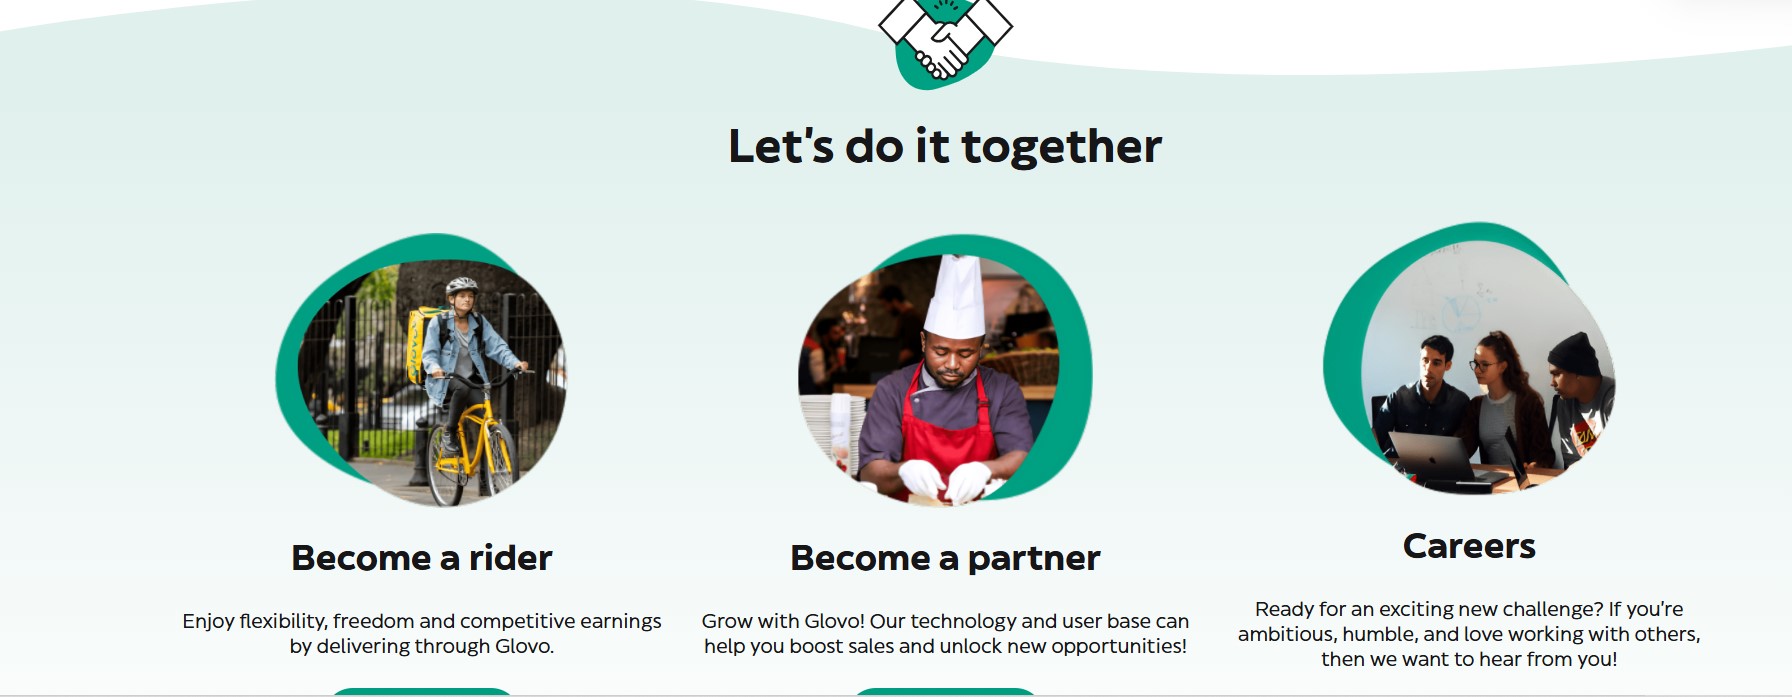 Let's do it together
GLOVO
Become a rider
Enjoy flexibility, freedom and competitive earnings
by delivering through Glovo.
Become a partner
Grow with Glovo! Our technology and user base can
help you boost sales and unlock new opportunities!
Careers
Ready for an exciting new challenge? If you're
ambitious, humble, and love working with others,
then we want to hear from you!